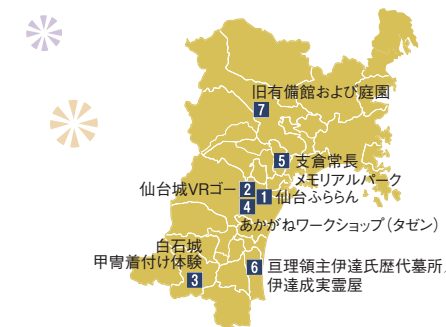 旧有備館および庭園
7
5 支倉常長
メモリアルパーク
仙台城VRゴー 2
1 仙台ふららん
4
あかがねワークショップ（タゼン）
白石城
甲冑着付け体験
3
6 亘理領主伊達氏歴代墓所／
伊達成実霊屋